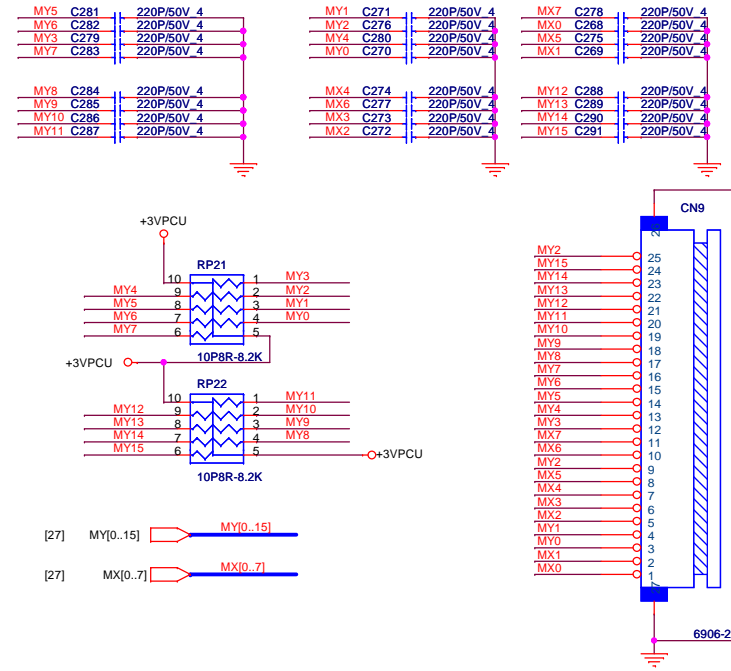 MY5 C281 220P/50V_4
MY6 C282 220P/50V_4
MY3 C279 220P/50V_4
MY7 C283 220P/50V_4
MY1 C271 220P/50V_4
MY2 C276 220P/50V_4
MY4 C280 220P/50V_4
MY0 C270 220P/50V_4
MX7 C278 220P/50V_4
MX0 C268 220P/50V_4
MX5 C275 220P/50V_4
MX1 C269 220P/50V_4
MY8 C284 220P/50V_4
MY9 C285 220P/50V_4
MY10 C286 220P/50V_4
MY11 C287 220P/50V_4
MX4 C274 220P/50V_4
MX6 C277 220P/50V_4
MX3 C273 220P/50V_4
MX2 C272 220P/50V_4
MY12 C288 220P/50V_4
MY13 C289 220P/50V_4
MY14 C290 220P/50V_4
MY15 C291 220P/50V_4
+3VPCU
RP21
10 1 MY3
MY4 9 2 MY2
MY5 8 3 MY1
MY6 7 4 MY0
MY7 6 5
10P8R-8.2K
+3VPCU
RP22
10 1 MY11
MY12 9 2 MY10
MY13 8 3 MY9
MY14 7 4 MY8
MY15 6 5 +3VPCU
10P8R-8.2K
[27] MY[0..15] MY[0..15]
[27] MX[0..7] MX[0..7]
CN9
MY2 25
MY15 24
MY14 23
MY13 22
MY12 21
MY11 20
MY10 19
MY9 18
MY8 17
MY7 16
MY6 15
MY5 14
MY4 13
MY3 12
MX7 11
MX6 10
MY2 9
MX5 8
MX4 7
MX3 6
MX2 5
MY1 4
MY0 3
MX1 2
MX0 1
27
6906-2